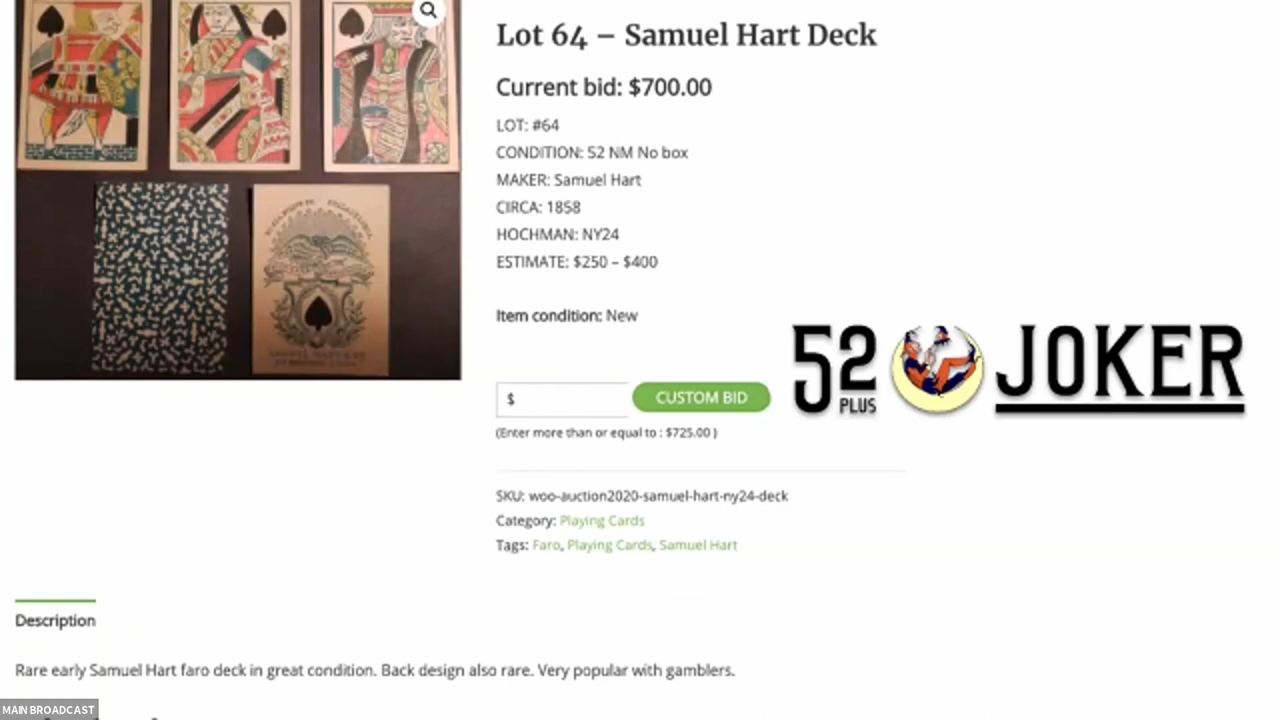 Lot 64 – Samuel Hart Deck
Current bid: $700.00
LOT: #64
CONDITION: 52 NM No box
MAKER: Samuel Hart
CIRCA: 1858
HOCHMAN: NY24
ESTIMATE: $250 – $400
Item condition: New
52 PLUS JOKER
$ CUSTOM BID
(Enter more than or equal to : $725.00 )
SKU: woo-auction2020-samuel-hart-ny24-deck
Category: Playing Cards
Tags: Faro, Playing Cards, Samuel Hart
Description
Rare early Samuel Hart faro deck in great condition. Back design also rare. Very popular with gamblers.
MAIN BROADCAST